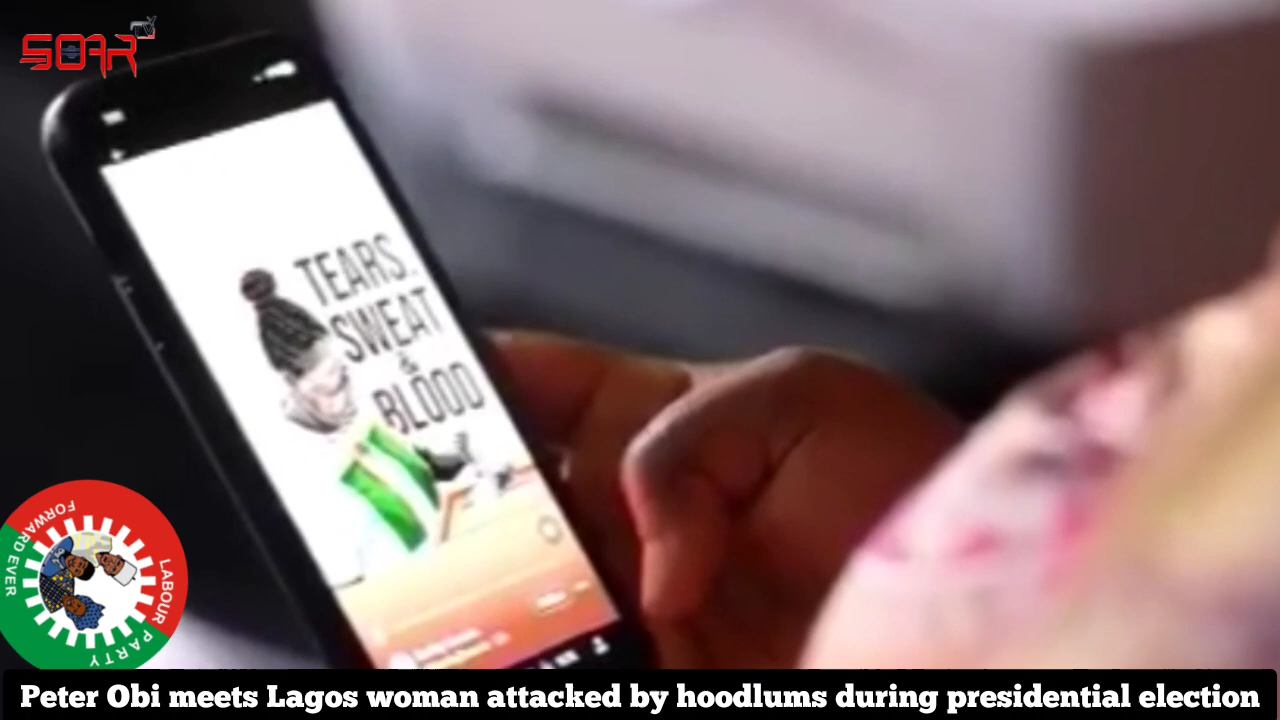 SOAR
TV
TEARS.
SWEAT
&
BLOOD
FORWARD EVER
LABOUR PARTY
Peter Obi meets Lagos woman attacked by hoodlums during presidential election